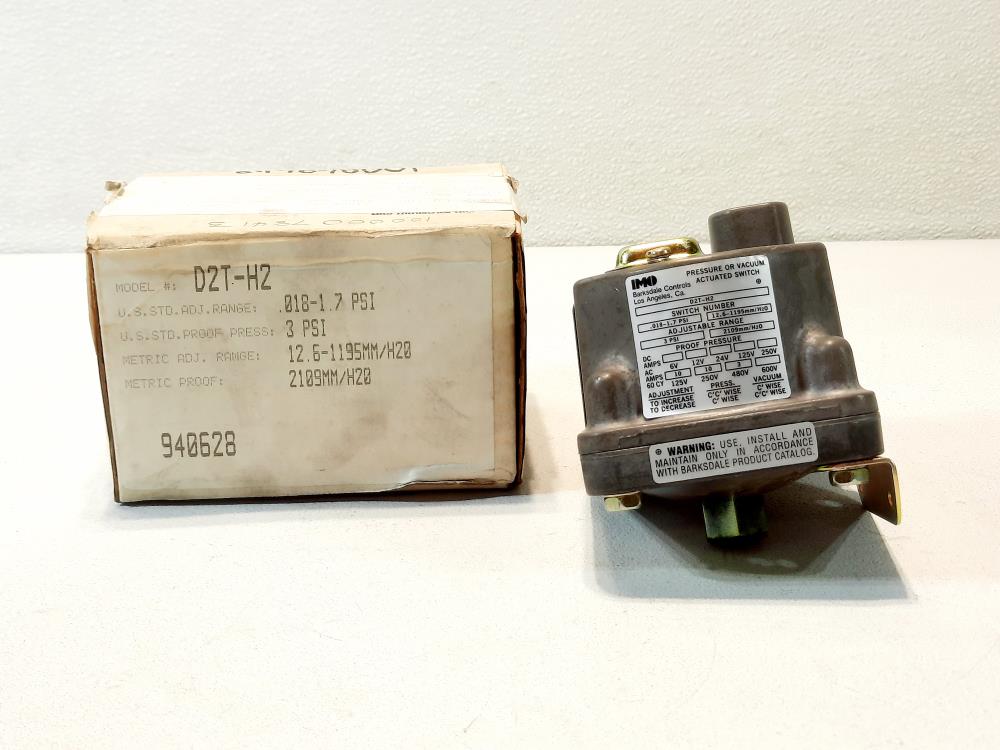 MODEL #: D2T-H2
U.S.STD.ADJ.RANGE: .018-1.7 PSI
U.S.STD.PROOF PRESS: 3 PSI
METRIC ADJ. RANGE: 12.6-1195MM/H20
METRIC PROOF: 2109MM/H20
940628
IMO PRESSURE OR VACUUM
ACTUATED SWITCH
Barksdale Controls
Los Angeles, Ca.
D2T-H2
SWITCH NUMBER
.018-1.7 PSI 12.6-1195mm/H2O
ADJUSTABLE RANGE
3 PSI 2109mm/H2O
PROOF PRESSURE
DC
AMPS 6V 12V 24V 125V 250V
AC
AMPS 10 10 3
60 CY 125V 250V 480V 600V
ADJUSTMENT PRESS. VACUUM
TO INCREASE C'C' WISE C' WISE
TO DECREASE C' WISE C'C' WISE
WARNING: USE, INSTALL AND
MAINTAIN ONLY IN ACCORDANCE
WITH BARKSDALE PRODUCT CATALOG.